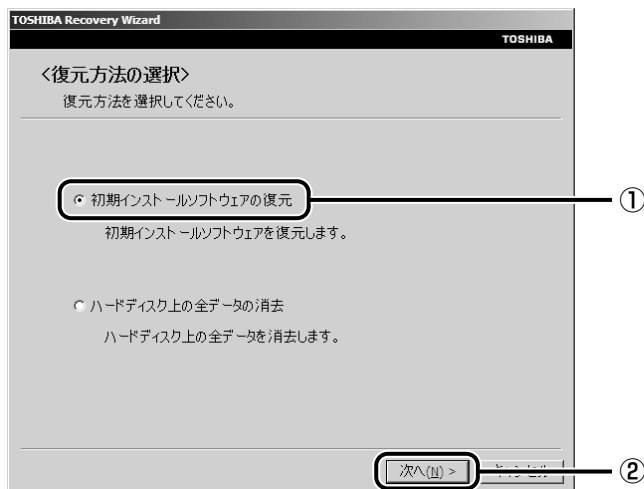 TOSHIBA Recovery Wizard
TOSHIBA
<復元方法の選択>
復元方法を選択してください。
初期インストールソフトウェアの復元
①
初期インストールソフトウェアを復元します。
ハードディスク上の全データの消去
ハードディスク上の全データを消去します。
次へ(N) >
②